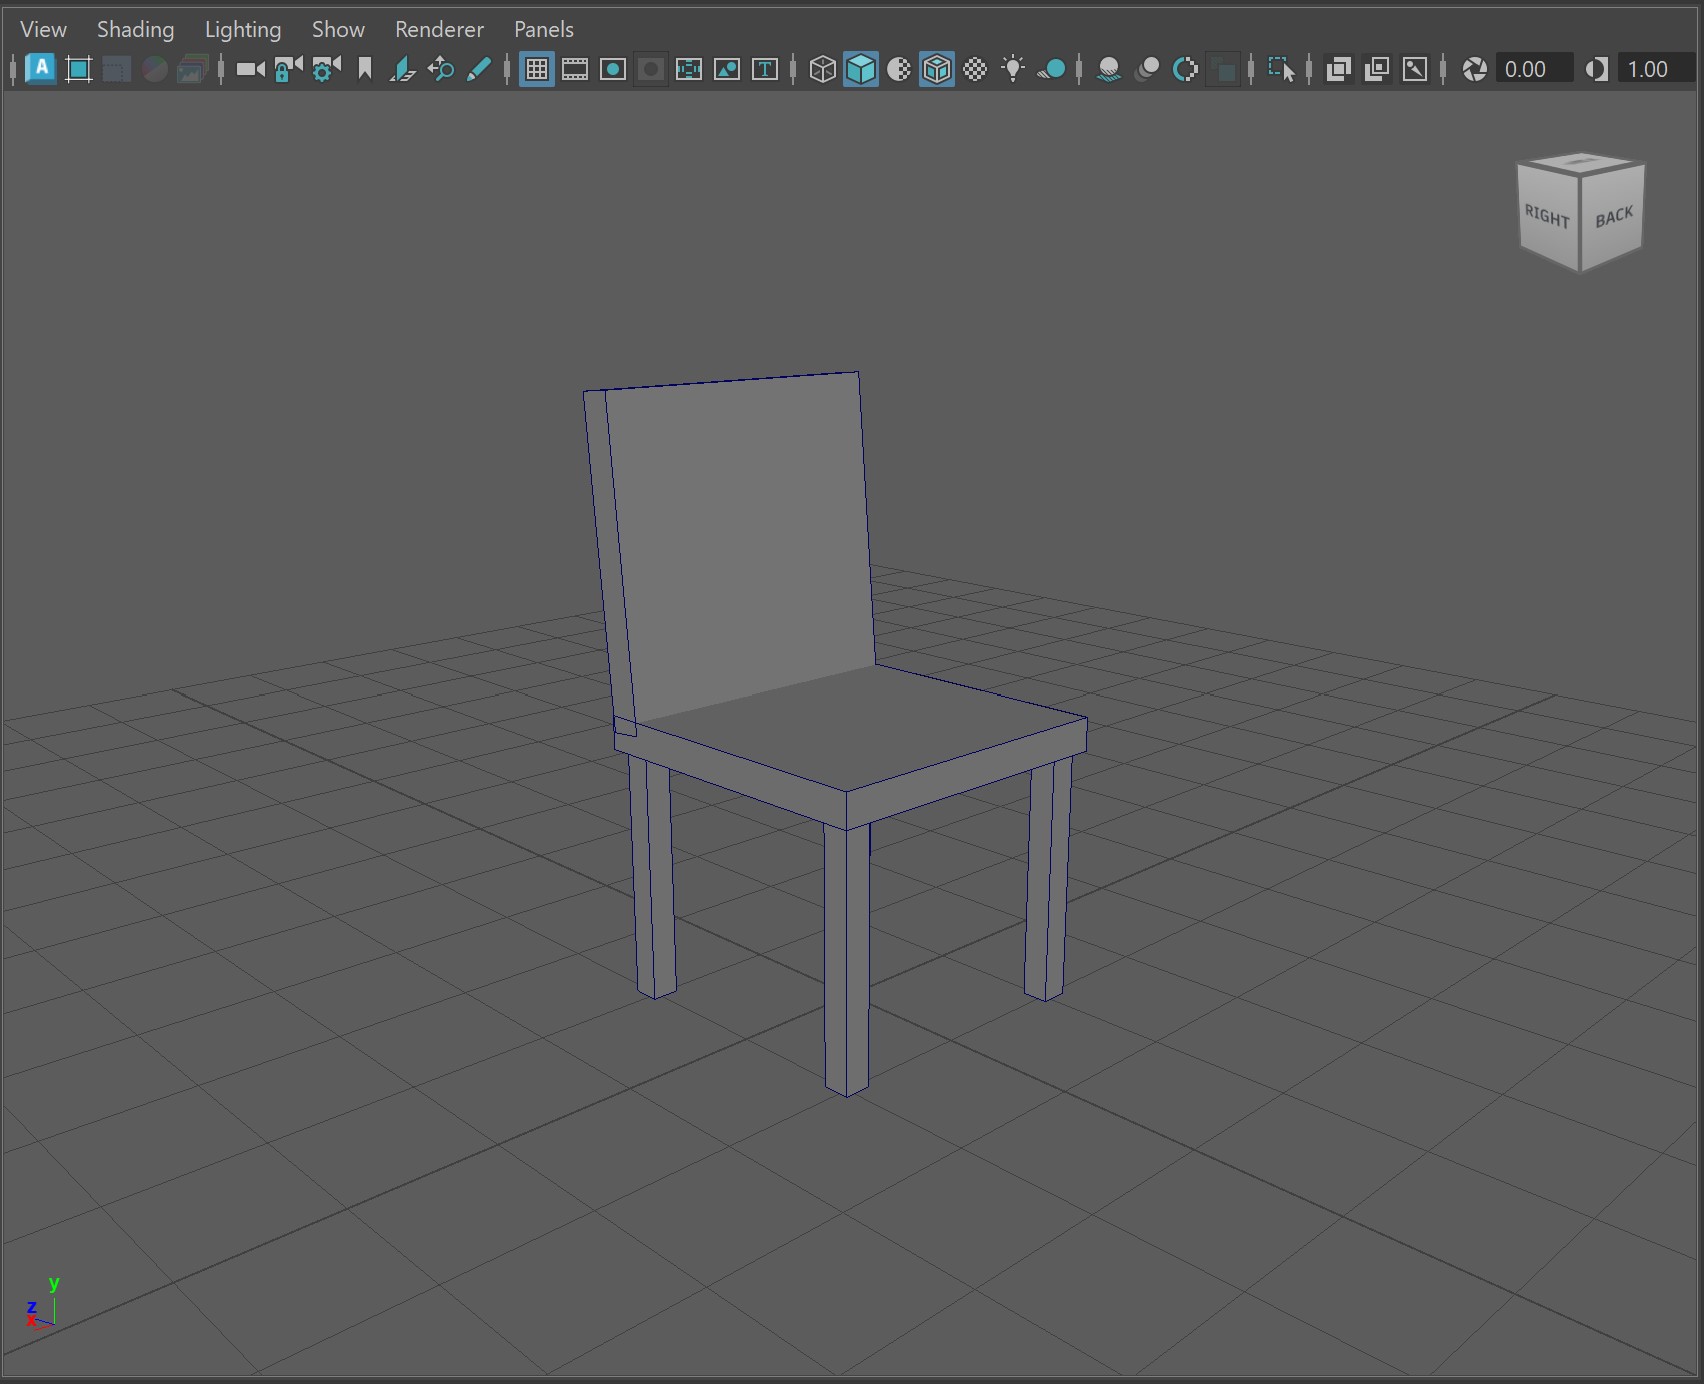 View Shading Lighting Show Renderer Panels
A T 0.00 1.00
RIGHT BACK
y
z
x